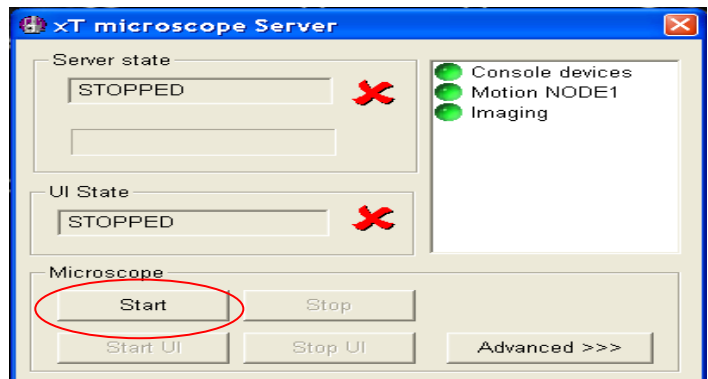 xT microscope Server
Server state
STOPPED
Console devices
Motion NODE1
Imaging
UI State
STOPPED
Microscope
Start
Stop
Start UI
Stop UI
Advanced >>>